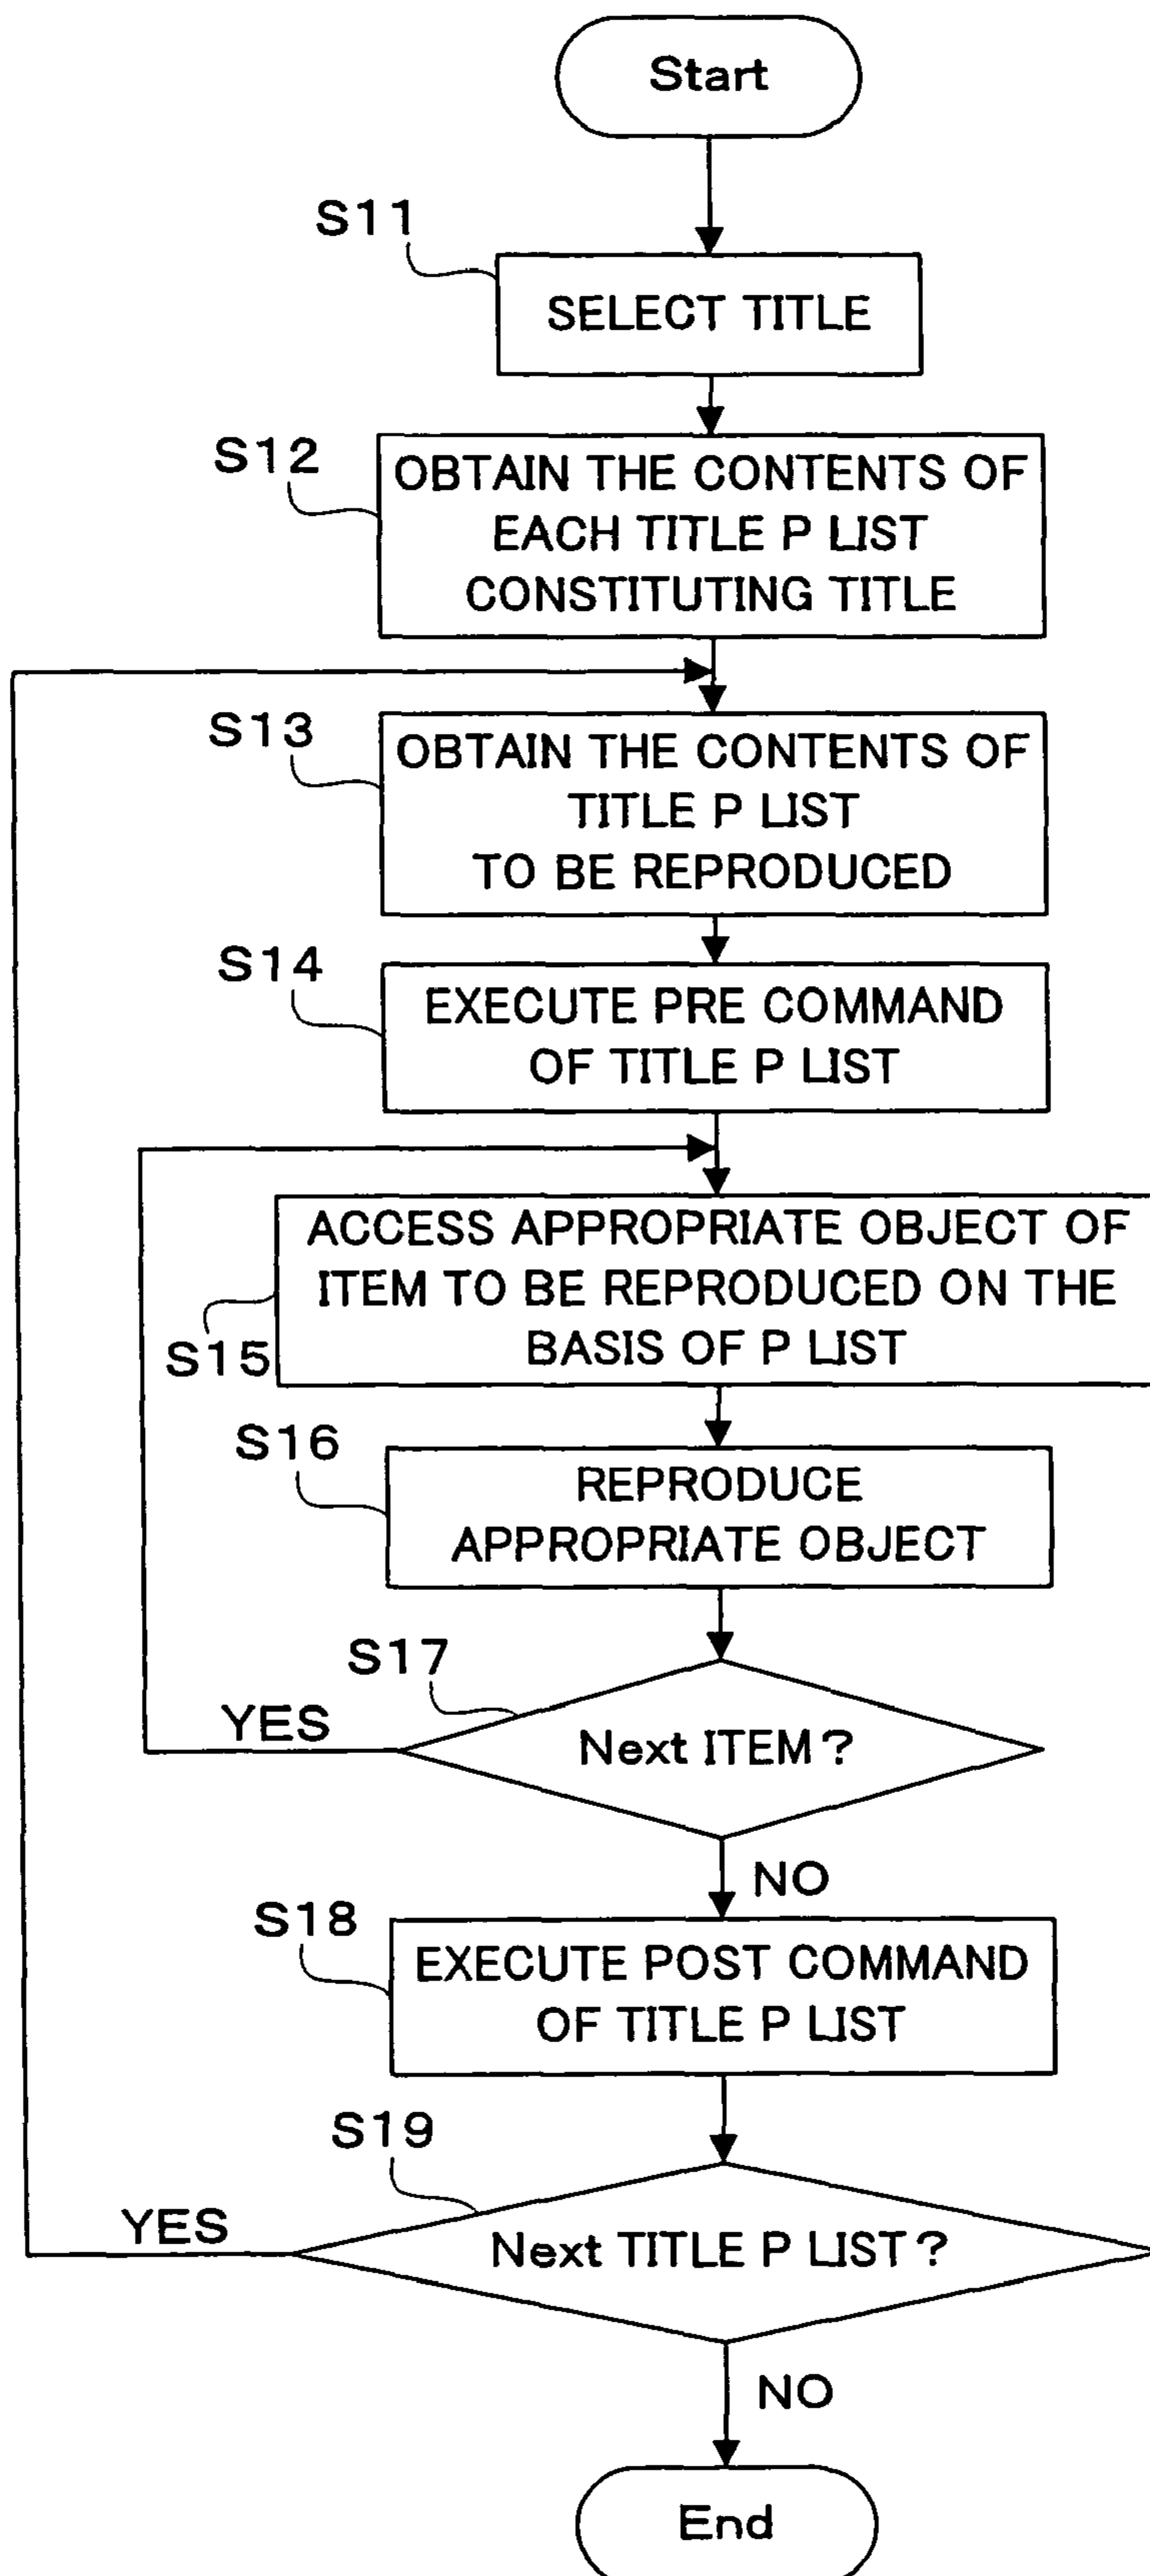 Start
S11
SELECT TITLE
S12
OBTAIN THE CONTENTS OF
EACH TITLE P LIST
CONSTITUTING TITLE
S13
OBTAIN THE CONTENTS OF
TITLE P LIST
TO BE REPRODUCED
S14
EXECUTE PRE COMMAND
OF TITLE P LIST
ACCESS APPROPRIATE OBJECT OF
ITEM TO BE REPRODUCED ON THE
BASIS OF P LIST
S15
S16
REPRODUCE
APPROPRIATE OBJECT
S17
YES
Next ITEM?
NO
S18
EXECUTE POST COMMAND
OF TITLE P LIST
S19
YES
Next TITLE P LIST?
NO
End